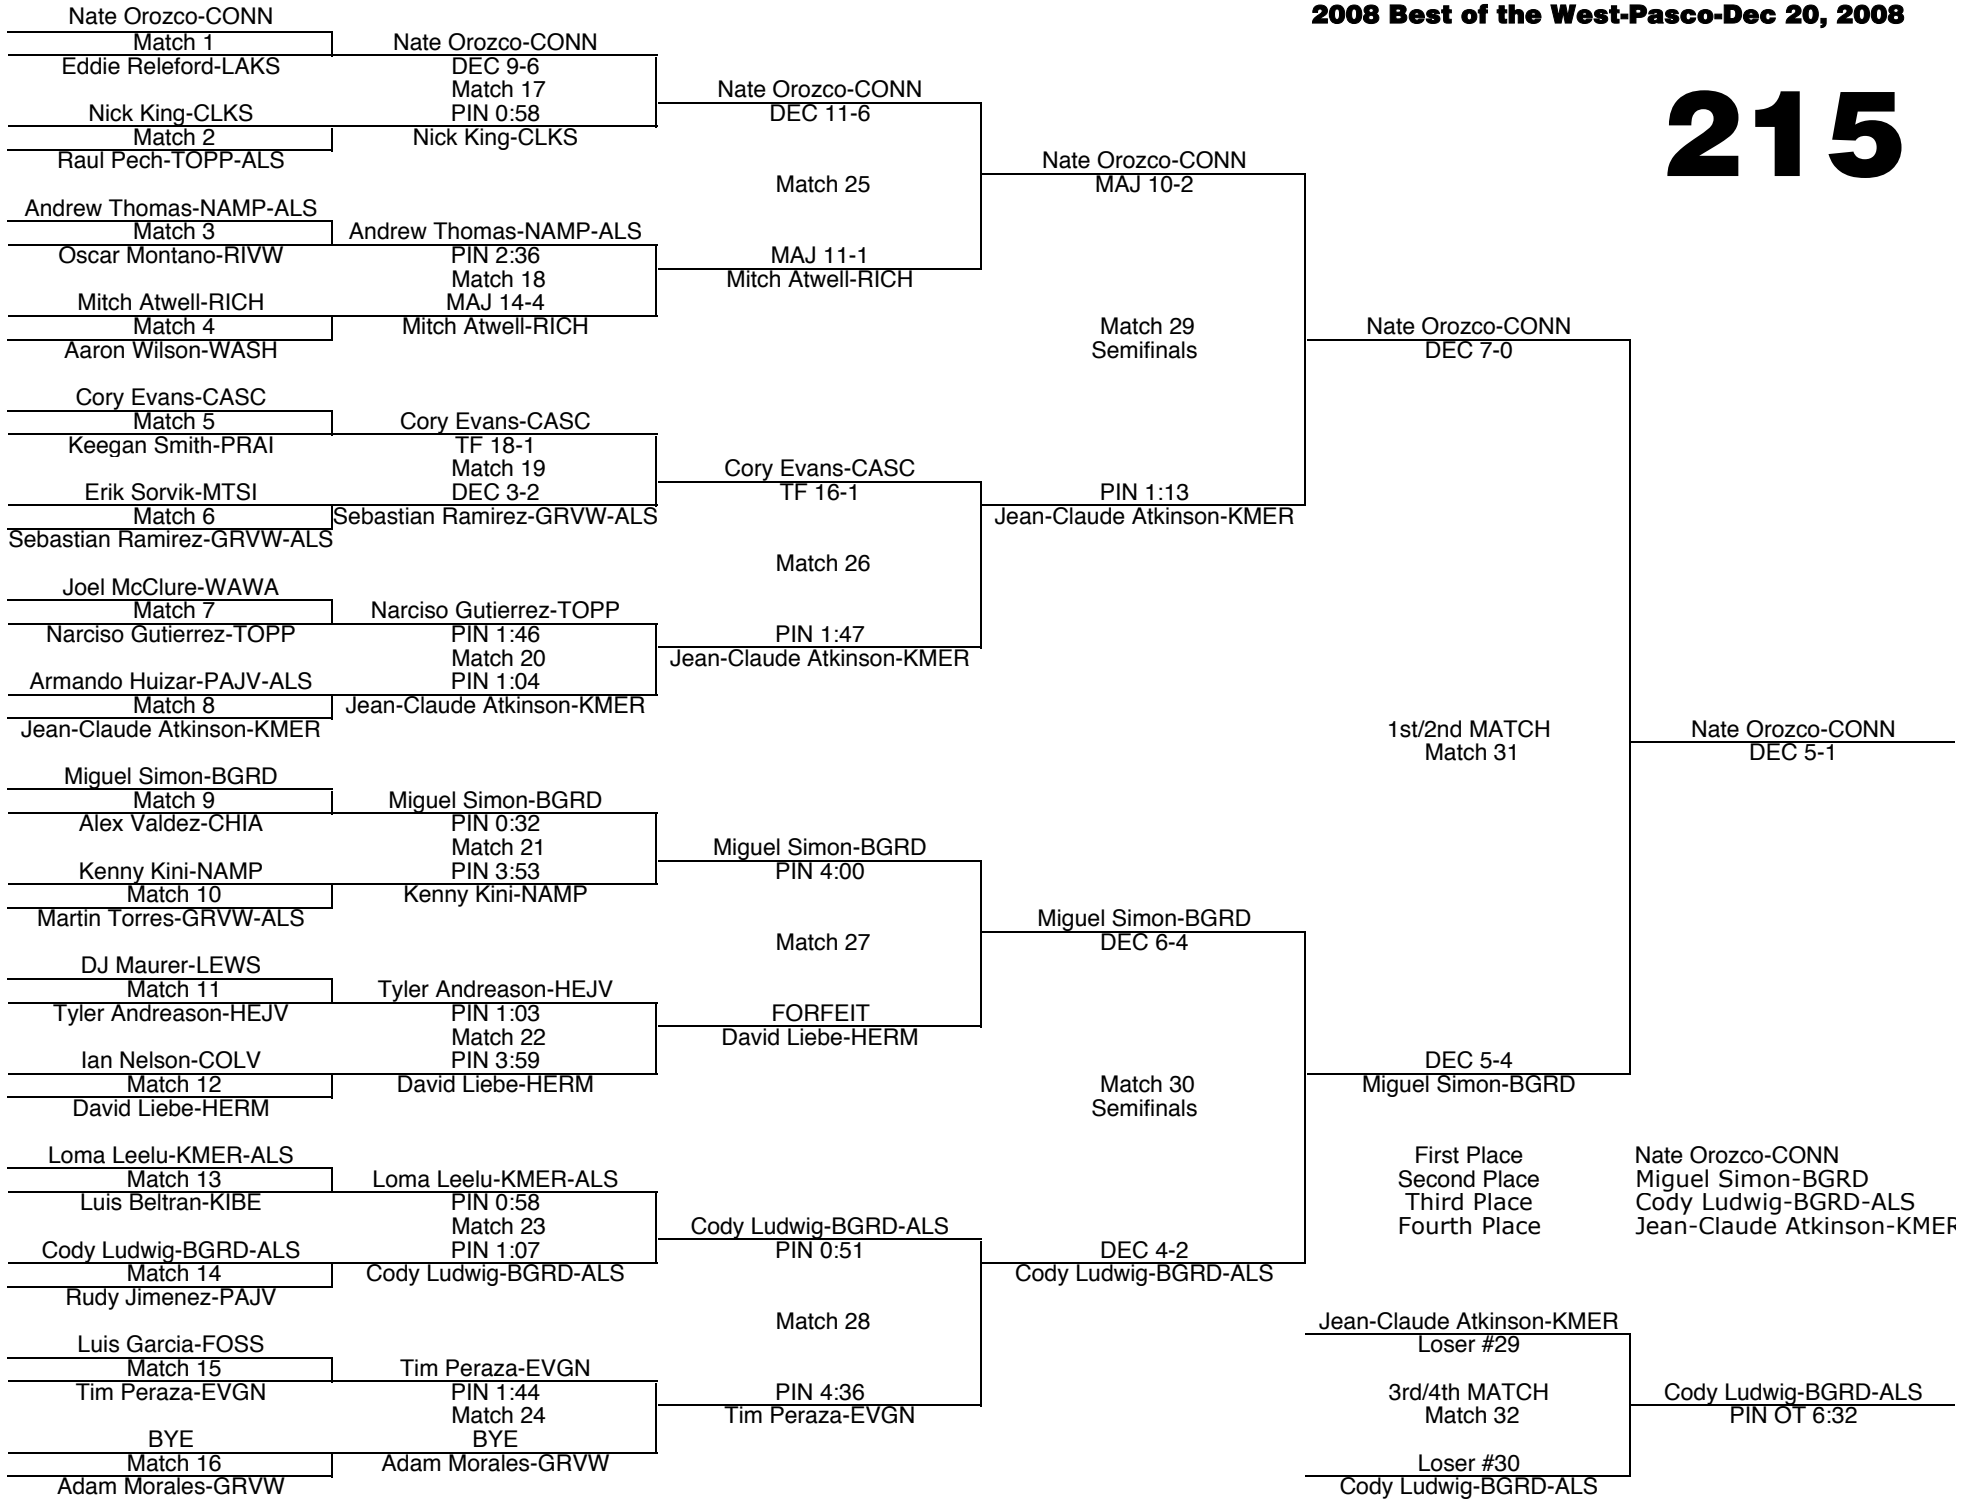 2008 Best of the West-Pasco-Dec 20, 2008
215
Nate Orozco-CONN
Match 1
Eddie Releford-LAKS
Nick King-CLKS
Match 2
Raul Pech-TOPP-ALS
Andrew Thomas-NAMP-ALS
Match 3
Oscar Montano-RIVW
Mitch Atwell-RICH
Match 4
Aaron Wilson-WASH
Cory Evans-CASC
Match 5
Keegan Smith-PRAI
Erik Sorvik-MTSI
Match 6
Sebastian Ramirez-GRVW-ALS
Joel McClure-WAWA
Match 7
Narciso Gutierrez-TOPP
Armando Huizar-PAJV-ALS
Match 8
Jean-Claude Atkinson-KMER
Miguel Simon-BGRD
Match 9
Alex Valdez-CHIA
Kenny Kini-NAMP
Match 10
Martin Torres-GRVW-ALS
DJ Maurer-LEWS
Match 11
Tyler Andreason-HEJV
Ian Nelson-COLV
Match 12
David Liebe-HERM
Loma Leelu-KMER-ALS
Match 13
Luis Beltran-KIBE
Cody Ludwig-BGRD-ALS
Match 14
Rudy Jimenez-PAJV
Luis Garcia-FOSS
Match 15
Tim Peraza-EVGN
BYE
Match 16
Adam Morales-GRVW
Nate Orozco-CONN
DEC 9-6
Match 17
PIN 0:58
Nick King-CLKS
Andrew Thomas-NAMP-ALS
PIN 2:36
Match 18
MAJ 14-4
Mitch Atwell-RICH
Cory Evans-CASC
TF 18-1
Match 19
DEC 3-2
Sebastian Ramirez-GRVW-ALS
Narciso Gutierrez-TOPP
PIN 1:46
Match 20
PIN 1:04
Jean-Claude Atkinson-KMER
Miguel Simon-BGRD
PIN 0:32
Match 21
PIN 3:53
Kenny Kini-NAMP
Tyler Andreason-HEJV
PIN 1:03
Match 22
PIN 3:59
David Liebe-HERM
Loma Leelu-KMER-ALS
PIN 0:58
Match 23
PIN 1:07
Cody Ludwig-BGRD-ALS
Tim Peraza-EVGN
PIN 1:44
Match 24
BYE
Adam Morales-GRVW
Nate Orozco-CONN
DEC 11-6
Match 25
MAJ 11-1
Mitch Atwell-RICH
Cory Evans-CASC
TF 16-1
Match 26
PIN 1:47
Jean-Claude Atkinson-KMER
Miguel Simon-BGRD
PIN 4:00
Match 27
FORFEIT
David Liebe-HERM
Cody Ludwig-BGRD-ALS
PIN 0:51
Match 28
PIN 4:36
Tim Peraza-EVGN
Nate Orozco-CONN
MAJ 10-2
Match 29
Semifinals
PIN 1:13
Jean-Claude Atkinson-KMER
Miguel Simon-BGRD
DEC 6-4
Match 30
Semifinals
DEC 4-2
Cody Ludwig-BGRD-ALS
Nate Orozco-CONN
DEC 7-0
1st/2nd MATCH
Match 31
DEC 5-4
Miguel Simon-BGRD
Nate Orozco-CONN
DEC 5-1
First Place Nate Orozco-CONN
Second Place Miguel Simon-BGRD
Third Place Cody Ludwig-BGRD-ALS
Fourth Place Jean-Claude Atkinson-KMER
Jean-Claude Atkinson-KMER
Loser #29
3rd/4th MATCH
Match 32
Loser #30
Cody Ludwig-BGRD-ALS
Cody Ludwig-BGRD-ALS
PIN OT 6:32